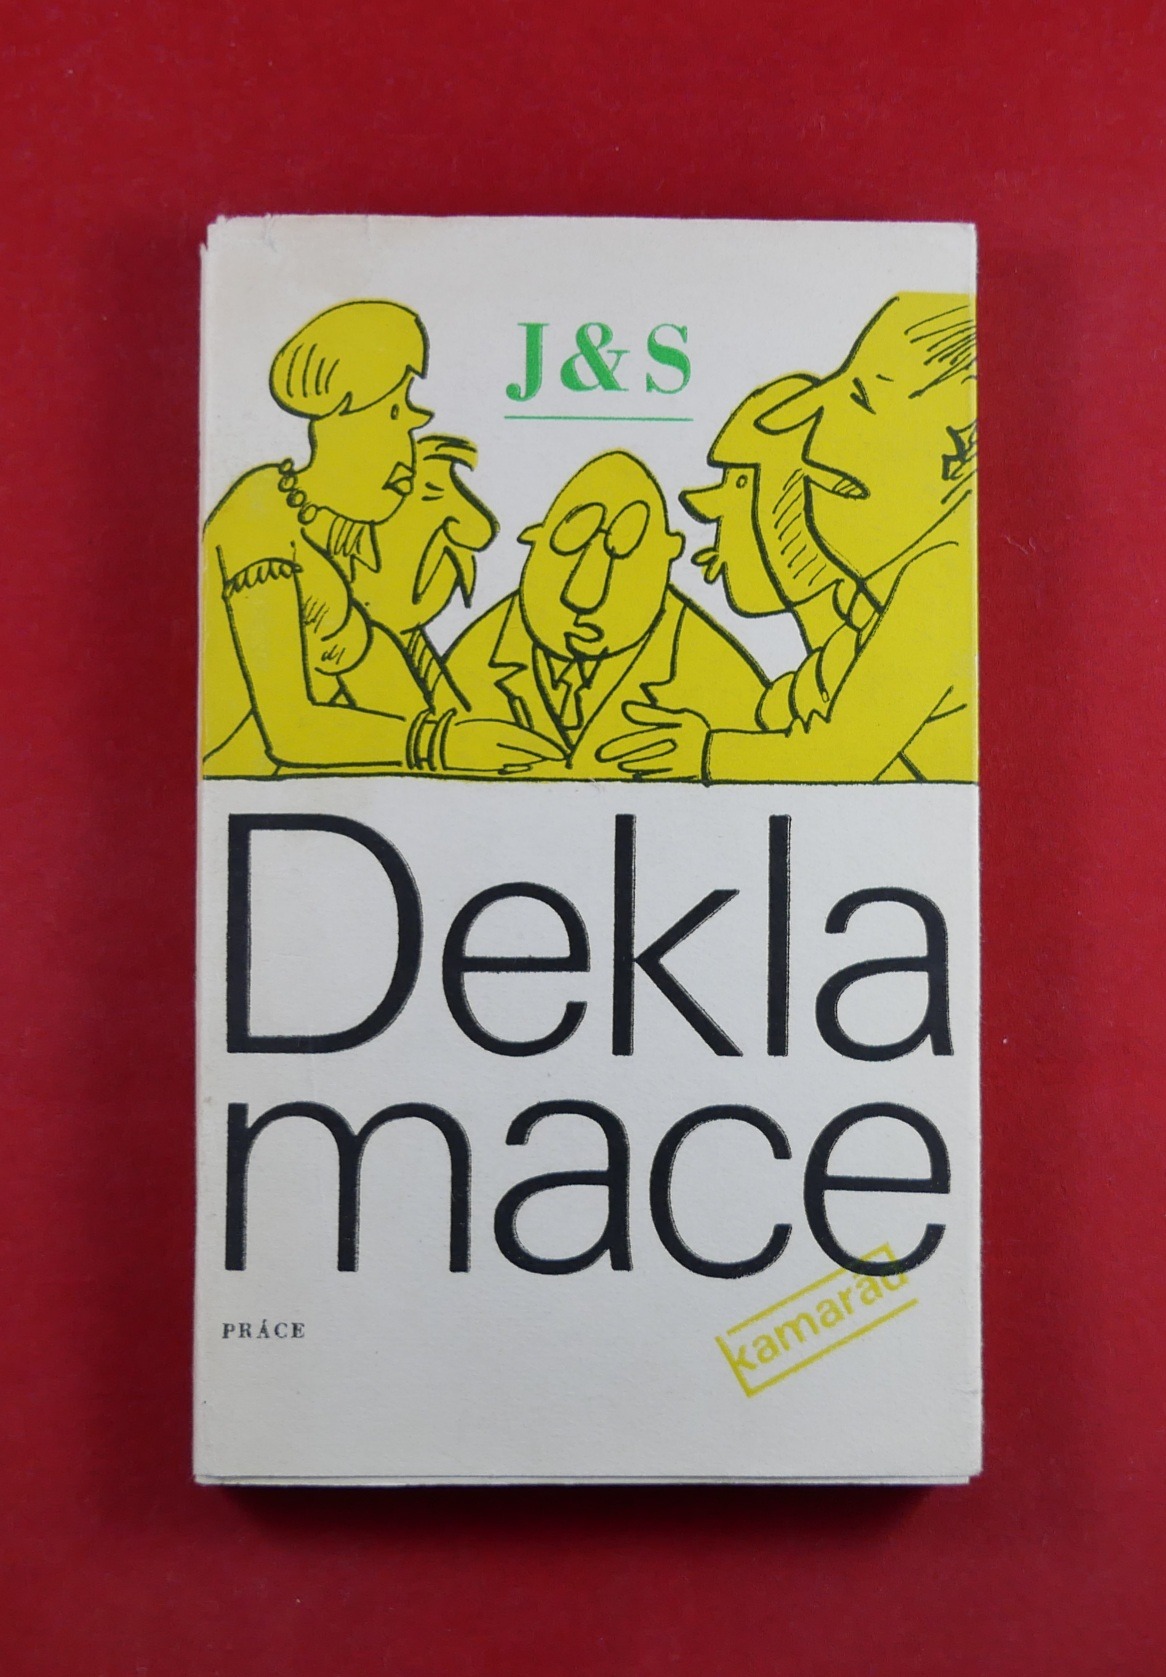 J & S
Dekla
mace
PRÁCE
kamarád